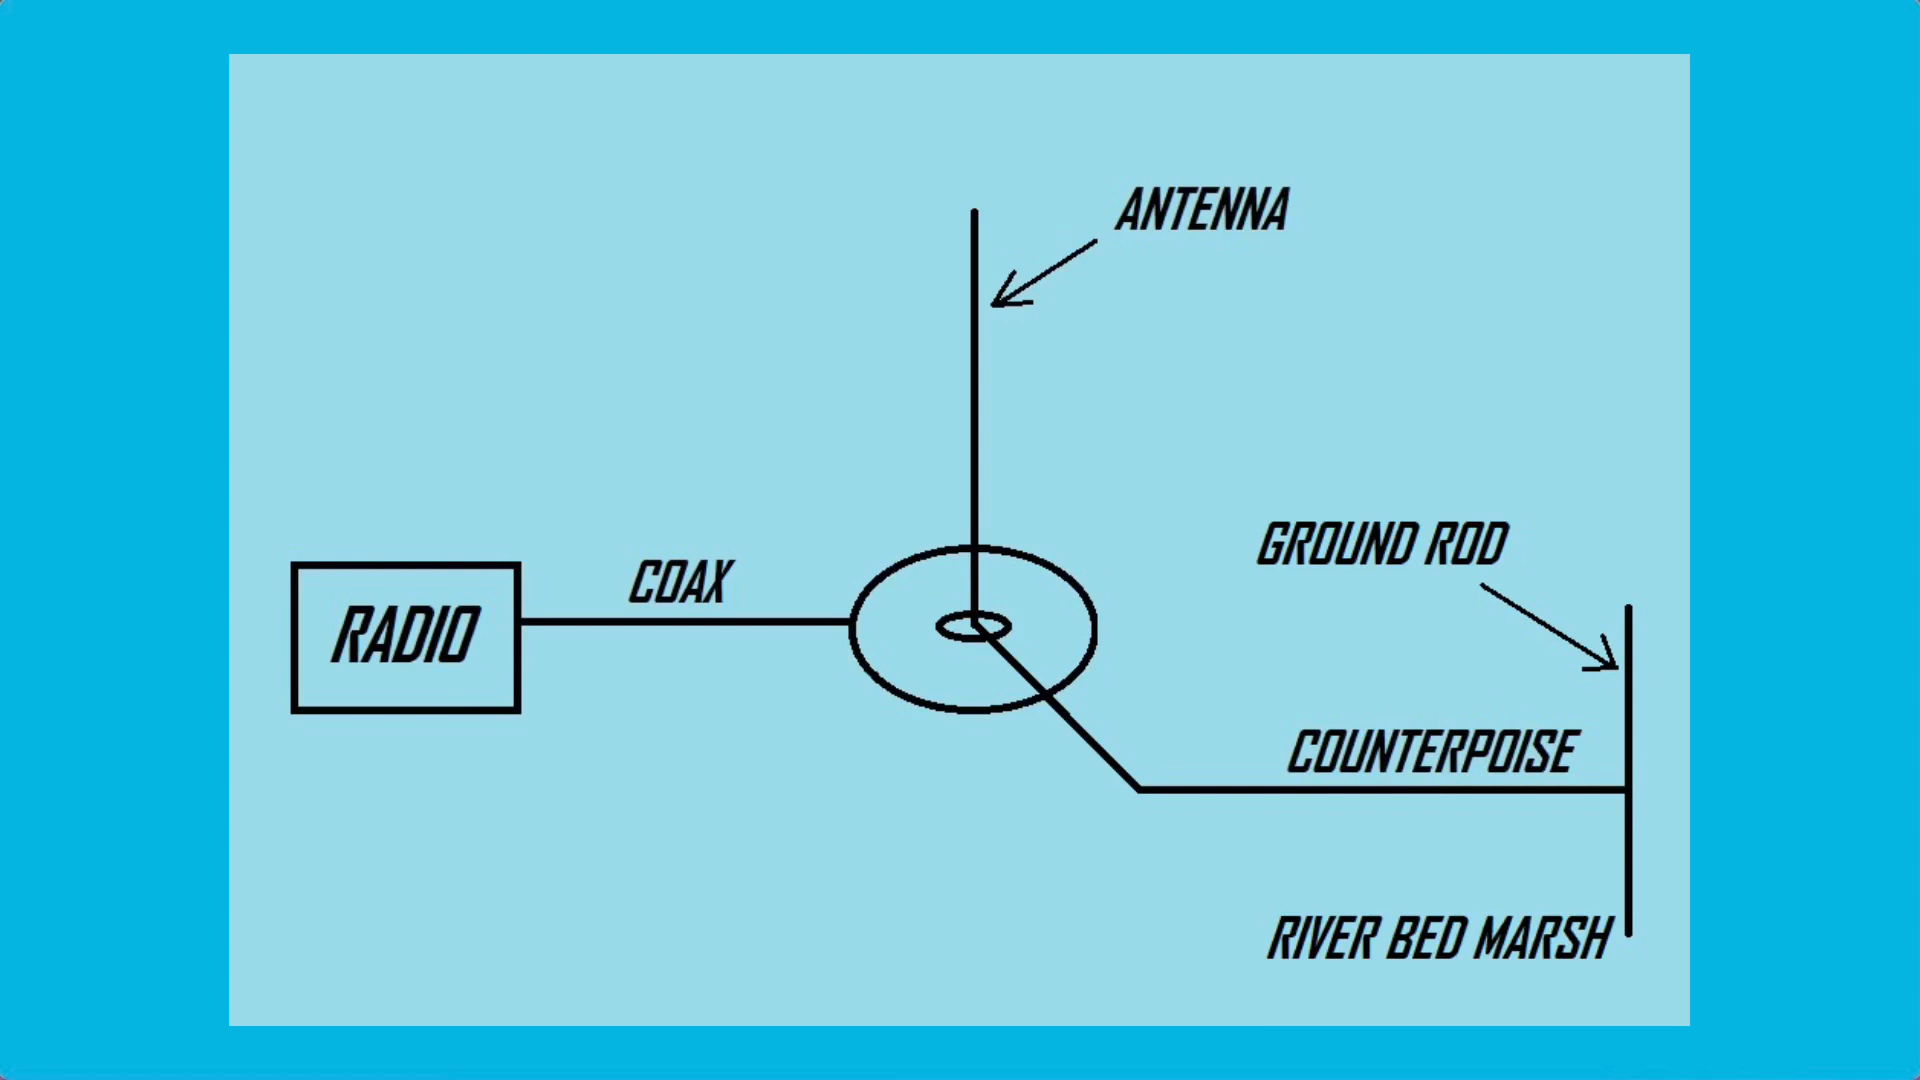 ANTENNA
GROUND ROD
COAX
RADIO
COUNTERPOISE
RIVER BED MARSH